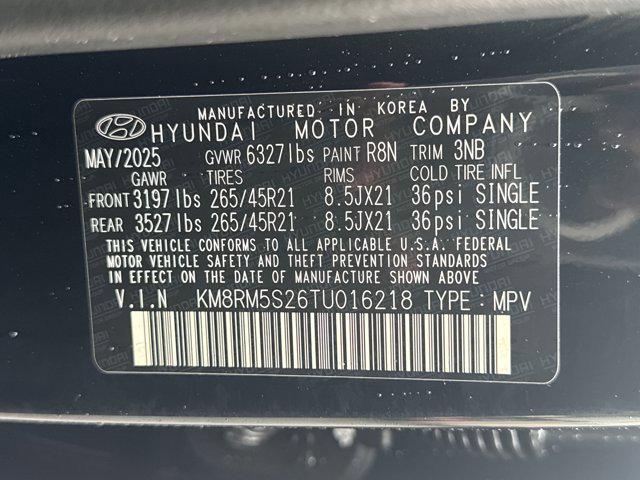 MANUFACTURED IN KOREA BY
HYUNDAI MOTOR COMPANY
MAY/2025 GVWR 6327lbs PAINT R8N TRIM 3NB
GAWR TIRES RIMS COLD TIRE INFL
FRONT 3197lbs 265/45R21 8.5JX21 36psi SINGLE
REAR 3527lbs 265/45R21 8.5JX21 36psi SINGLE
THIS VEHICLE CONFORMS TO ALL APPLICABLE U.S.A. FEDERAL
MOTOR VEHICLE SAFETY AND THEFT PREVENTION STANDARDS
IN EFFECT ON THE DATE OF MANUFACTURE SHOWN ABOVE
V.I.N KM8RM5S26TU016218 TYPE : MPV